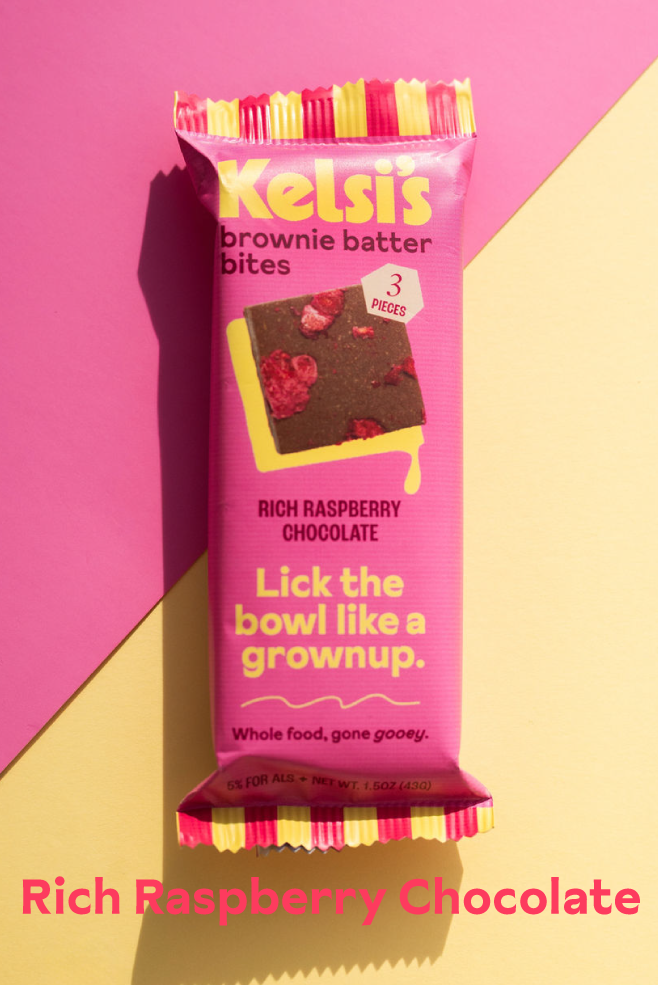 Kelsi's
brownie batter
bites
3
PIECES
RICH RASPBERRY
CHOCOLATE
Lick the
bowl like a
grownup.
Whole food, gone gooey.
5% FOR ALS + NET WT. 1.5OZ (43G)
Rich Raspberry Chocolate